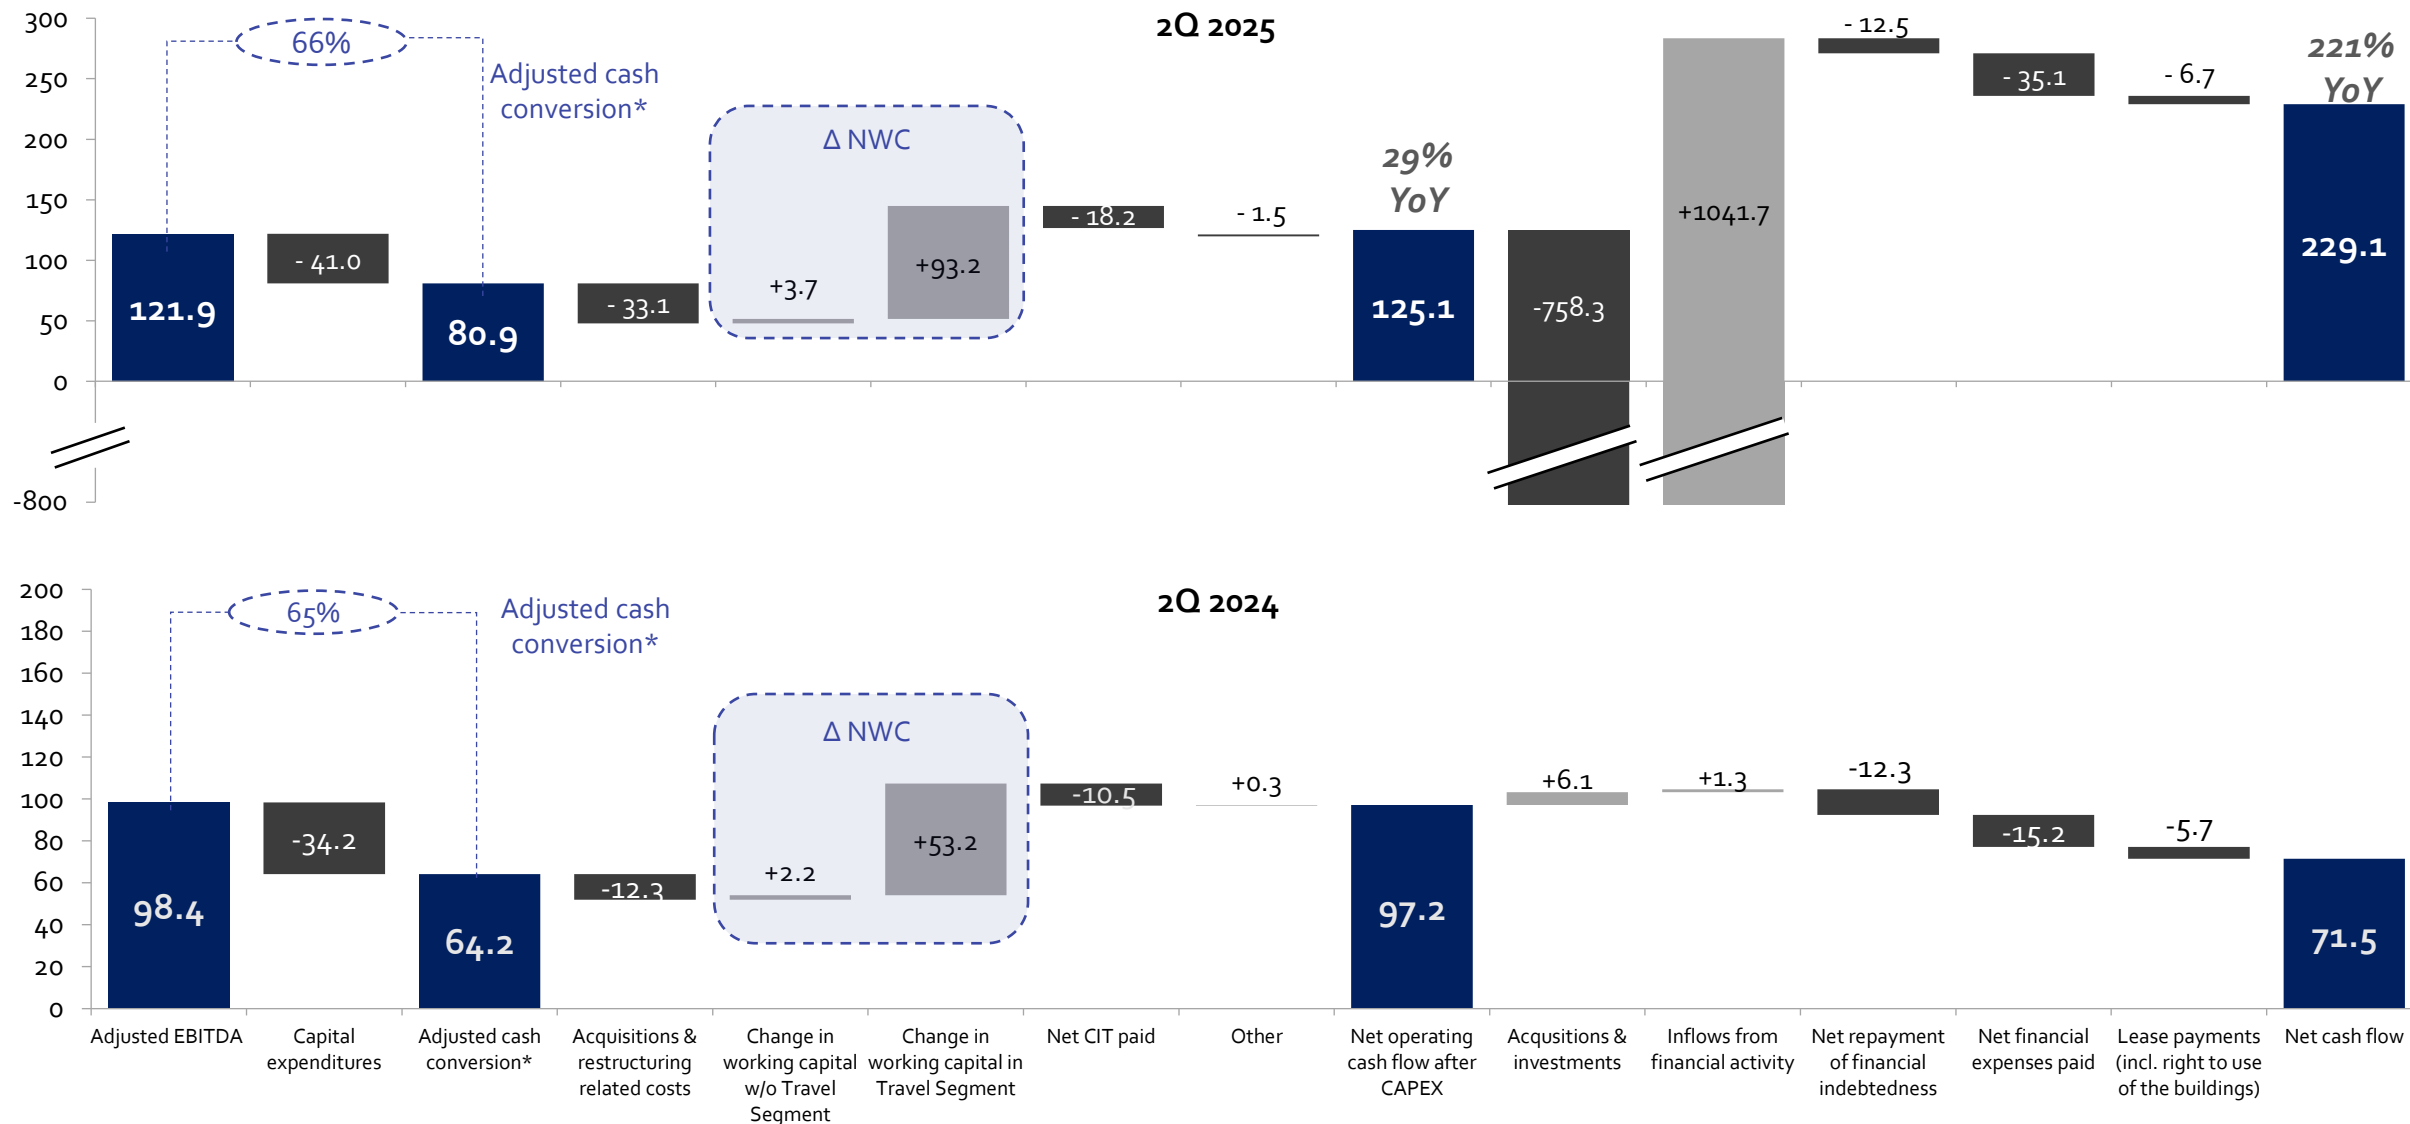 2Q 2025
300
250
200
150
100
50
0
-800
66%
Adjusted cash
conversion*
Δ NWC
121.9
- 41.0
80.9
- 33.1
+3.7
+93.2
- 18.2
- 1.5
29%
YoY
125.1
-758.3
+1041.7
- 12.5
- 35.1
- 6.7
221%
YoY
229.1
2Q 2024
200
180
160
140
120
100
80
60
40
20
0
65%
Adjusted cash
conversion*
Δ NWC
98.4
-34.2
64.2
-12.3
+2.2
+53.2
-10.5
+0.3
97.2
+6.1
+1.3
-12.3
-15.2
-5.7
71.5
Adjusted EBITDA
Capital
expenditures
Adjusted cash
conversion*
Acquisitions &
restructuring
related costs
Change in
working capital
w/o Travel
Segment
Change in
working capital in
Travel Segment
Net CIT paid
Other
Net operating
cash flow after
CAPEX
Acqusitions &
investments
Inflows from
financial activity
Net repayment
of financial
indebtedness
Net financial
expenses paid
Lease payments
(incl. right to use
of the buildings)
Net cash flow